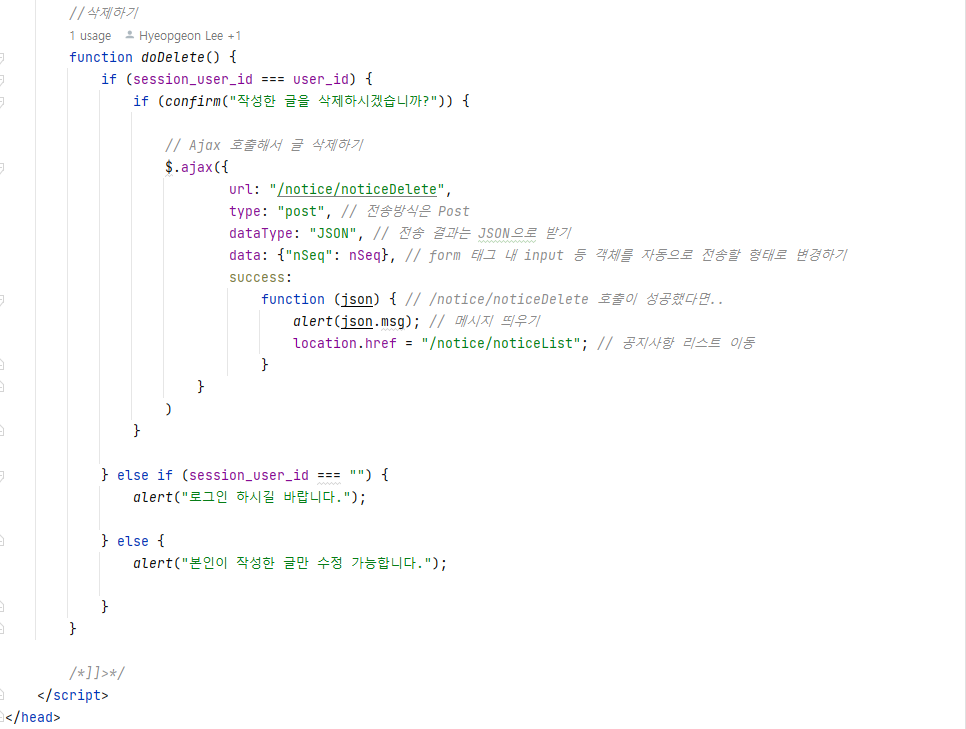 //삭제하기
1 usage Hyeopgeon Lee +1
function doDelete() {
if (session_user_id === user_id) {
if (confirm("작성한 글을 삭제하시겠습니까?")) {
// Ajax 호출해서 글 삭제하기
$.ajax({
url: "/notice/noticeDelete",
type: "post", // 전송방식은 Post
dataType: "JSON", // 전송 결과는 JSON으로 받기
data: {"nSeq": nSeq}, // form 태그 내 input 등 객체를 자동으로 전송할 형태로 변경하기
success:
function (json) { // /notice/noticeDelete 호출이 성공했다면..
alert(json.msg); // 메시지 띄우기
location.href = "/notice/noticeList"; // 공지사항 리스트 이동
}
}
)
}
} else if (session_user_id === "") {
alert("로그인 하시길 바랍니다.");
} else {
alert("본인이 작성한 글만 수정 가능합니다.");
}
}
/*]]>*/
</script>
</head>